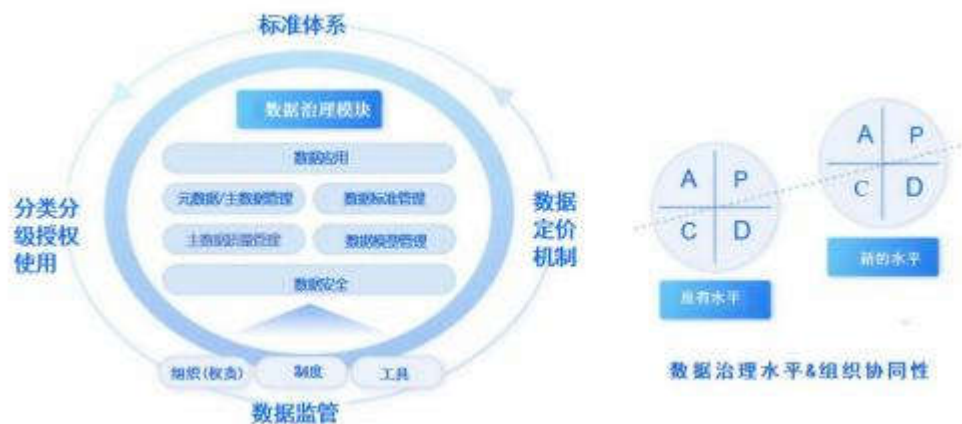 标准体系
数据治理模块
数据应用
元数据/主数据管理
数据标准管理
主数据质量管理
数据模型管理
数据安全
分类分
级授权
使用
数据
定价
机制
组织(权责)
制度
工具
数据监管
A P
C D
原有水平
A P
C D
新的水平
数据治理水平&组织协同性